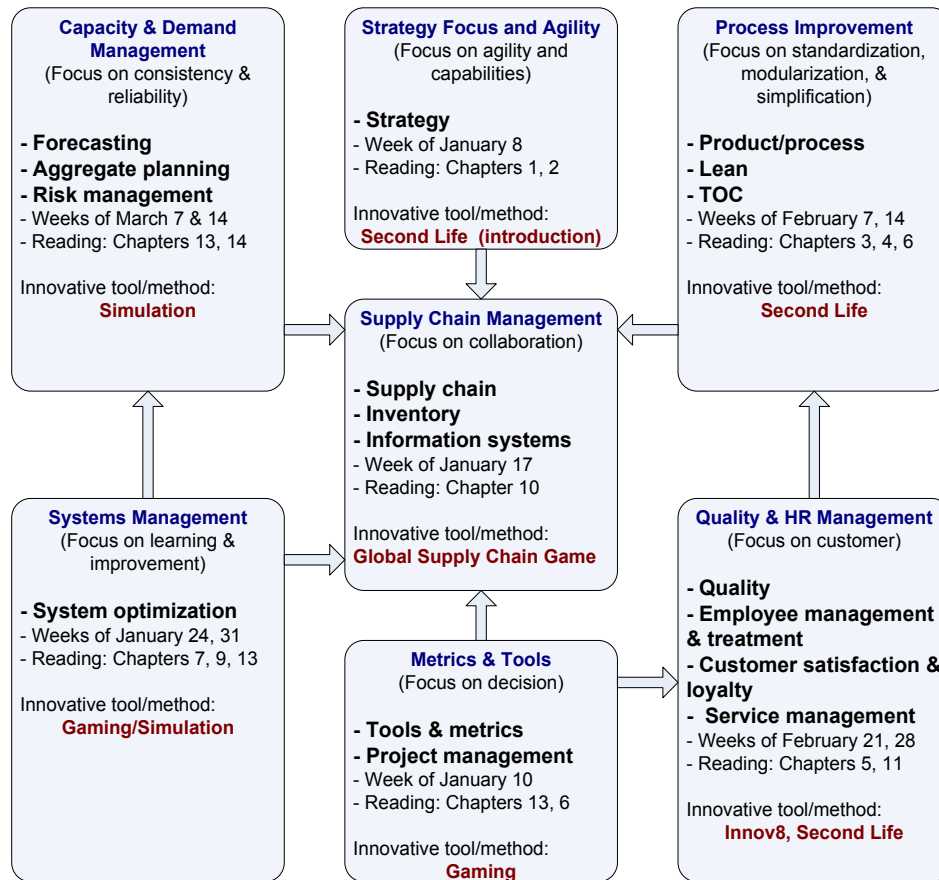 Capacity & Demand
Management
(Focus on consistency &
reliability)
- Forecasting
- Aggregate planning
- Risk management
- Weeks of March 7 & 14
- Reading: Chapters 13, 14
Innovative tool/method:
Simulation
Strategy Focus and Agility
(Focus on agility and
capabilities)
- Strategy
- Week of January 8
- Reading: Chapters 1, 2
Innovative tool/method:
Second Life (introduction)
Process Improvement
(Focus on standardization,
modularization, &
simplification)
- Product/process
- Lean
- TOC
- Weeks of February 7, 14
- Reading: Chapters 3, 4, 6
Innovative tool/method:
Second Life
Supply Chain Management
(Focus on collaboration)
- Supply chain
- Inventory
- Information systems
- Week of January 17
- Reading: Chapter 10
Innovative tool/method:
Global Supply Chain Game
Systems Management
(Focus on learning &
improvement)
- System optimization
- Weeks of January 24, 31
- Reading: Chapters 7, 9, 13
Innovative tool/method:
Gaming/Simulation
Metrics & Tools
(Focus on decision)
- Tools & metrics
- Project management
- Week of January 10
- Reading: Chapters 13, 6
Innovative tool/method:
Gaming
Quality & HR Management
(Focus on customer)
- Quality
- Employee management
& treatment
- Customer satisfaction &
loyalty
- Service management
- Weeks of February 21, 28
- Reading: Chapters 5, 11
Innovative tool/method:
Innov8, Second Life